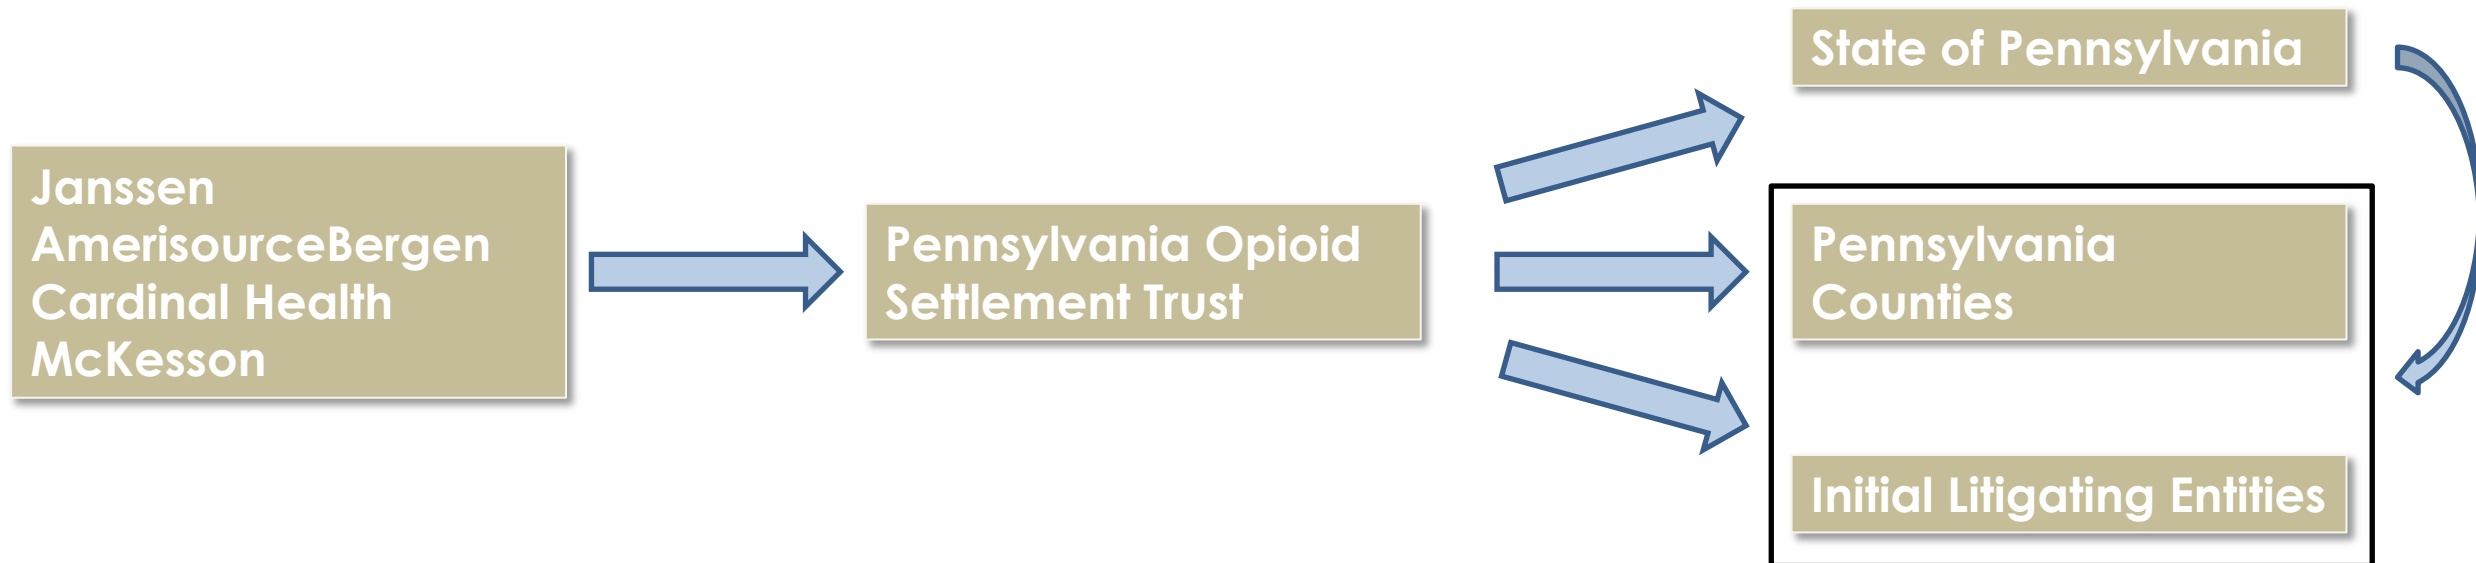 Janssen
AmerisourceBergen
Cardinal Health
McKesson
Pennsylvania Opioid
Settlement Trust
State of Pennsylvania
Pennsylvania
Counties
Initial Litigating Entities